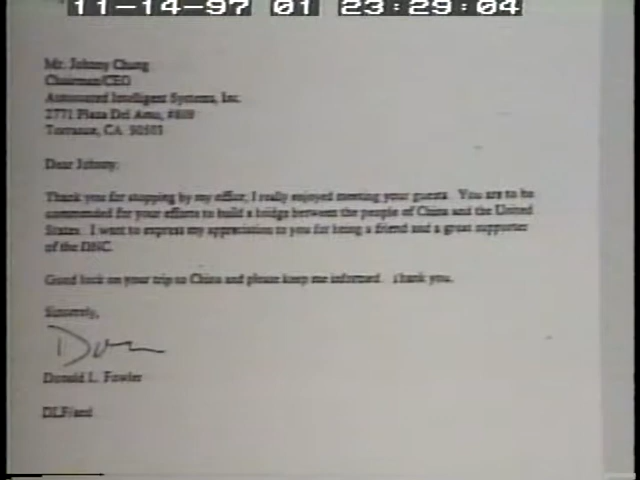 11-14-97 01 23:29:04
Mr. Johnny Chung
Chairman/CEO
Automated Intelligent Systems, Inc
2771 Plaza Del Amo,
Torrance, CA 90503
Dear Johnny:
Thank you for stopping by my office, I really enjoyed meeting your guests. You are to be
commended for your efforts to build a bridge between the people of China and the United
States. I want to express my appreciation to you for being a friend and a great supporter
of the DNC.
Good luck on your trip to China and please keep me informed. Thank you.
Sincerely,
Don
Donald L. Fowler